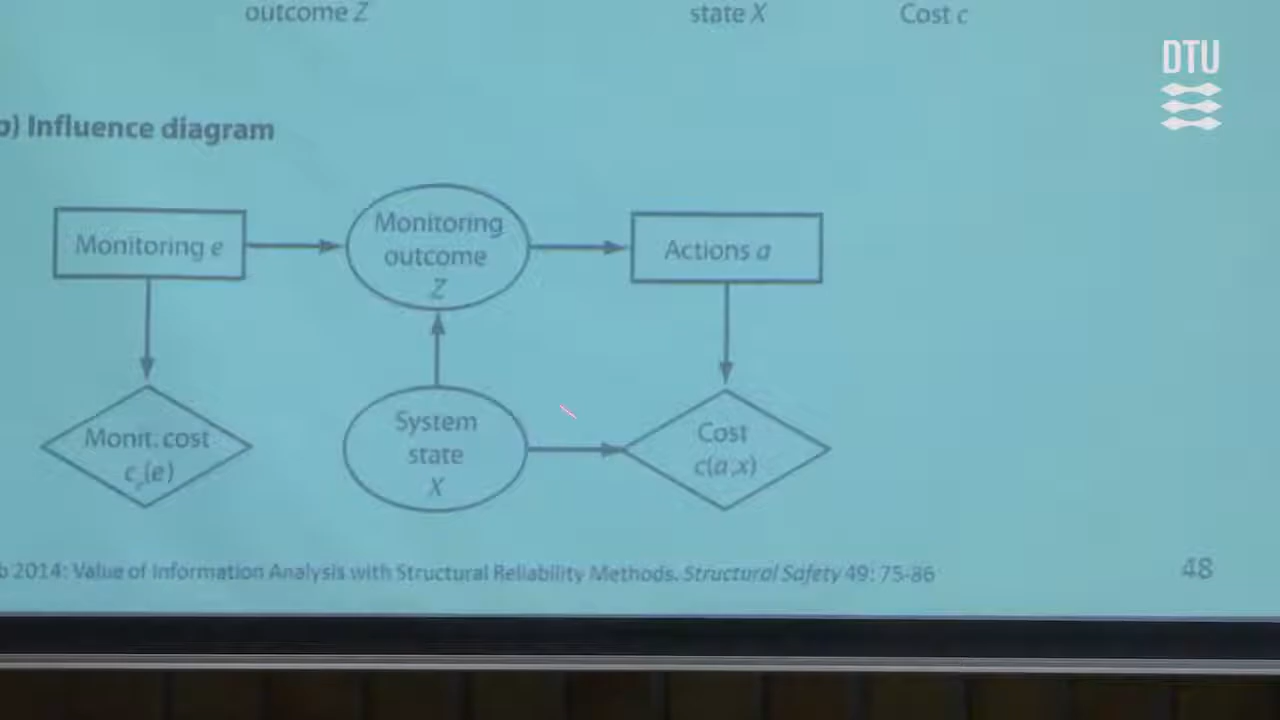 outcome Z
state X
Cost c
DTU
b) Influence diagram
Monitoring e
Monitoring
outcome
Z
Actions a
Monit. cost
cₑ(e)
System
state
X
Cost
c(a,x)
b 2014: Value of Information Analysis with Structural Reliability Methods. Structural Safety 49: 75-86
48